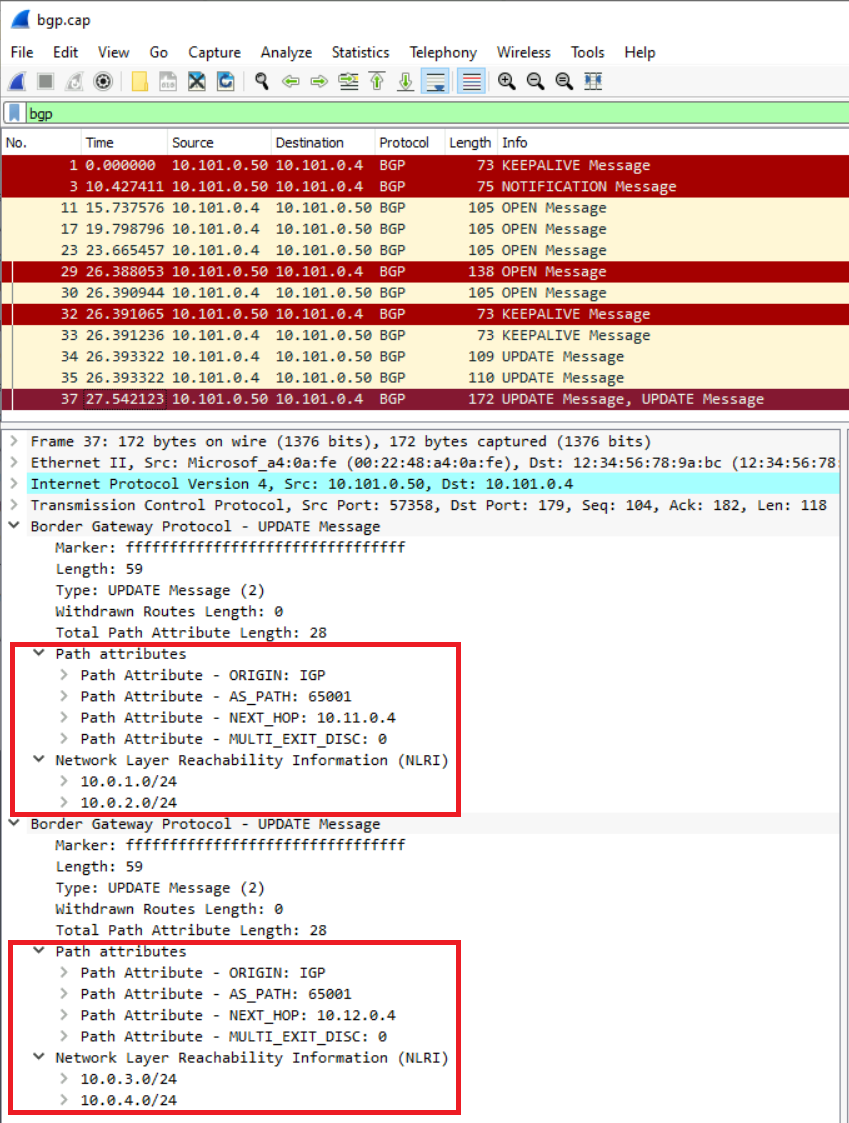 bgp.cap
File Edit View Go Capture Analyze Statistics Telephony Wireless Tools Help
bgp
No. Time Source Destination Protocol Length Info
1 0.000000 10.101.0.50 10.101.0.4 BGP 73 KEEPALIVE Message
3 10.427411 10.101.0.50 10.101.0.4 BGP 75 NOTIFICATION Message
11 15.737576 10.101.0.4 10.101.0.50 BGP 105 OPEN Message
17 19.798796 10.101.0.4 10.101.0.50 BGP 105 OPEN Message
23 23.665457 10.101.0.4 10.101.0.50 BGP 105 OPEN Message
29 26.388053 10.101.0.50 10.101.0.4 BGP 138 OPEN Message
30 26.390944 10.101.0.4 10.101.0.50 BGP 105 OPEN Message
32 26.391065 10.101.0.50 10.101.0.4 BGP 73 KEEPALIVE Message
33 26.391236 10.101.0.4 10.101.0.50 BGP 73 KEEPALIVE Message
34 26.393322 10.101.0.4 10.101.0.50 BGP 109 UPDATE Message
35 26.393322 10.101.0.4 10.101.0.50 BGP 110 UPDATE Message
37 27.542123 10.101.0.50 10.101.0.4 BGP 172 UPDATE Message, UPDATE Message
Frame 37: 172 bytes on wire (1376 bits), 172 bytes captured (1376 bits)
Ethernet II, Src: Microsof_a4:0a:fe (00:22:48:a4:0a:fe), Dst: 12:34:56:78:9a:bc (12:34:56:78:
Internet Protocol Version 4, Src: 10.101.0.50, Dst: 10.101.0.4
Transmission Control Protocol, Src Port: 57358, Dst Port: 179, Seq: 104, Ack: 182, Len: 118
Border Gateway Protocol - UPDATE Message
Marker: ffffffffffffffffffffffffffffffff
Length: 59
Type: UPDATE Message (2)
Withdrawn Routes Length: 0
Total Path Attribute Length: 28
Path attributes
Path Attribute - ORIGIN: IGP
Path Attribute - AS_PATH: 65001
Path Attribute - NEXT_HOP: 10.11.0.4
Path Attribute - MULTI_EXIT_DISC: 0
Network Layer Reachability Information (NLRI)
10.0.1.0/24
10.0.2.0/24
Border Gateway Protocol - UPDATE Message
Marker: ffffffffffffffffffffffffffffffff
Length: 59
Type: UPDATE Message (2)
Withdrawn Routes Length: 0
Total Path Attribute Length: 28
Path attributes
Path Attribute - ORIGIN: IGP
Path Attribute - AS_PATH: 65001
Path Attribute - NEXT_HOP: 10.12.0.4
Path Attribute - MULTI_EXIT_DISC: 0
Network Layer Reachability Information (NLRI)
10.0.3.0/24
10.0.4.0/24